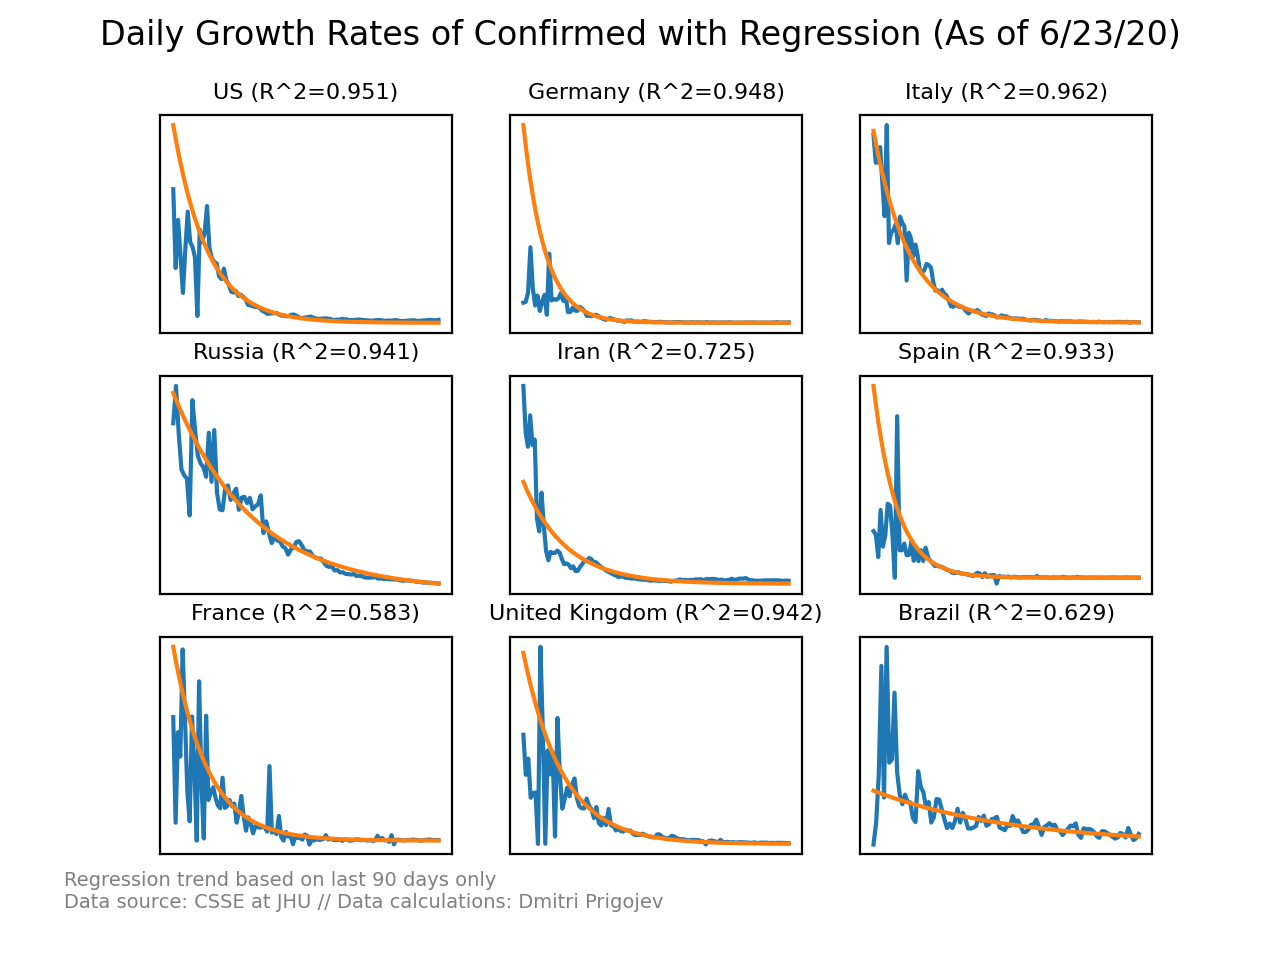 Daily Growth Rates of Confirmed with Regression (As of 6/23/20)
US (R^2=0.951)
Germany (R^2=0.948)
Italy (R^2=0.962)
Russia (R^2=0.941)
Iran (R^2=0.725)
Spain (R^2=0.933)
France (R^2=0.583)
United Kingdom (R^2=0.942)
Brazil (R^2=0.629)
Regression trend based on last 90 days only
Data source: CSSE at JHU // Data calculations: Dmitri Prigojev